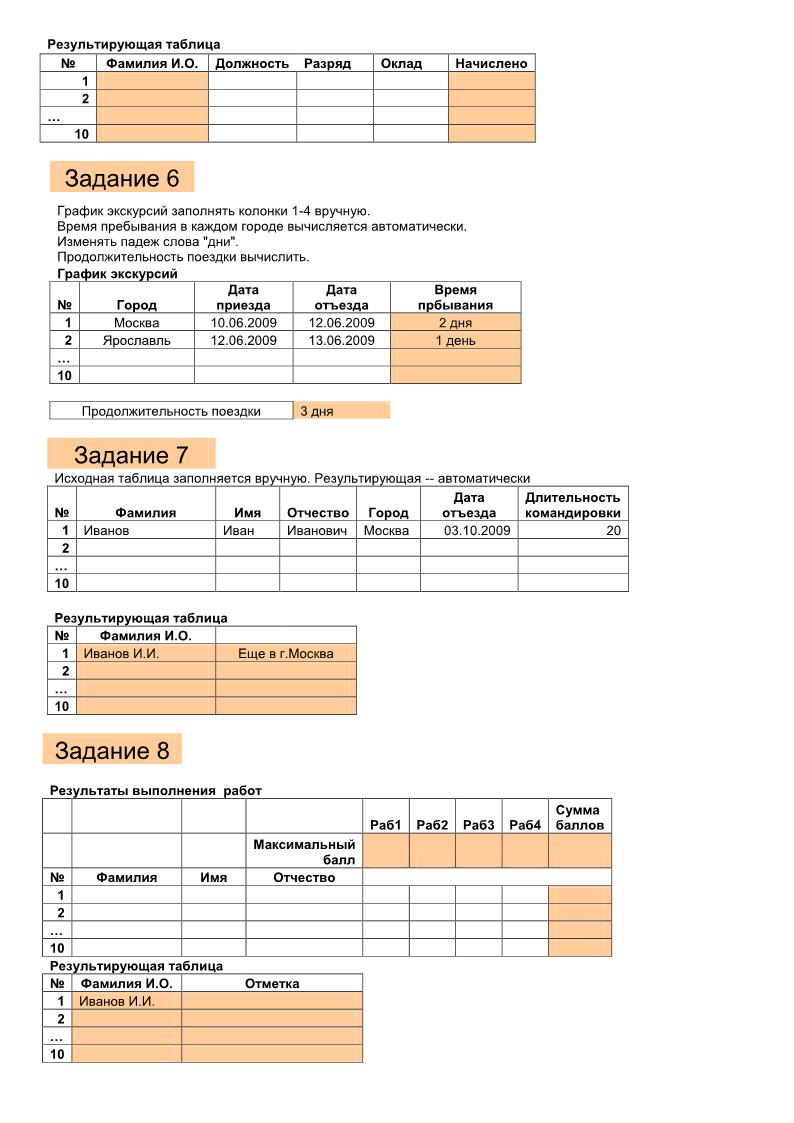 Результирующая таблица
№ Фамилия И.О. Должность Разряд Оклад Начислено
1
2
…
10
Задание 6
График экскурсий заполнять колонки 1-4 вручную.
Время пребывания в каждом городе вычисляется автоматически.
Изменять падеж слова "дни".
Продолжительность поездки вычислить.
График экскурсий
№ Город Дата приезда Дата отъезда Время прбывания
1 Москва 10.06.2009 12.06.2009 2 дня
2 Ярославль 12.06.2009 13.06.2009 1 день
…
10
Продолжительность поездки 3 дня
Задание 7
Исходная таблица заполняется вручную. Результирующая -- автоматически
№ Фамилия Имя Отчество Город Дата отъезда Длительность командировки
1 Иванов Иван Иванович Москва 03.10.2009 20
2
…
10
Результирующая таблица
№ Фамилия И.О.
1 Иванов И.И. Еще в г.Москва
2
…
10
Задание 8
Результаты выполнения работ
Раб1 Раб2 Раб3 Раб4 Сумма баллов
Максимальный балл
№ Фамилия Имя Отчество
1
2
…
10
Результирующая таблица
№ Фамилия И.О. Отметка
1 Иванов И.И.
2
…
10